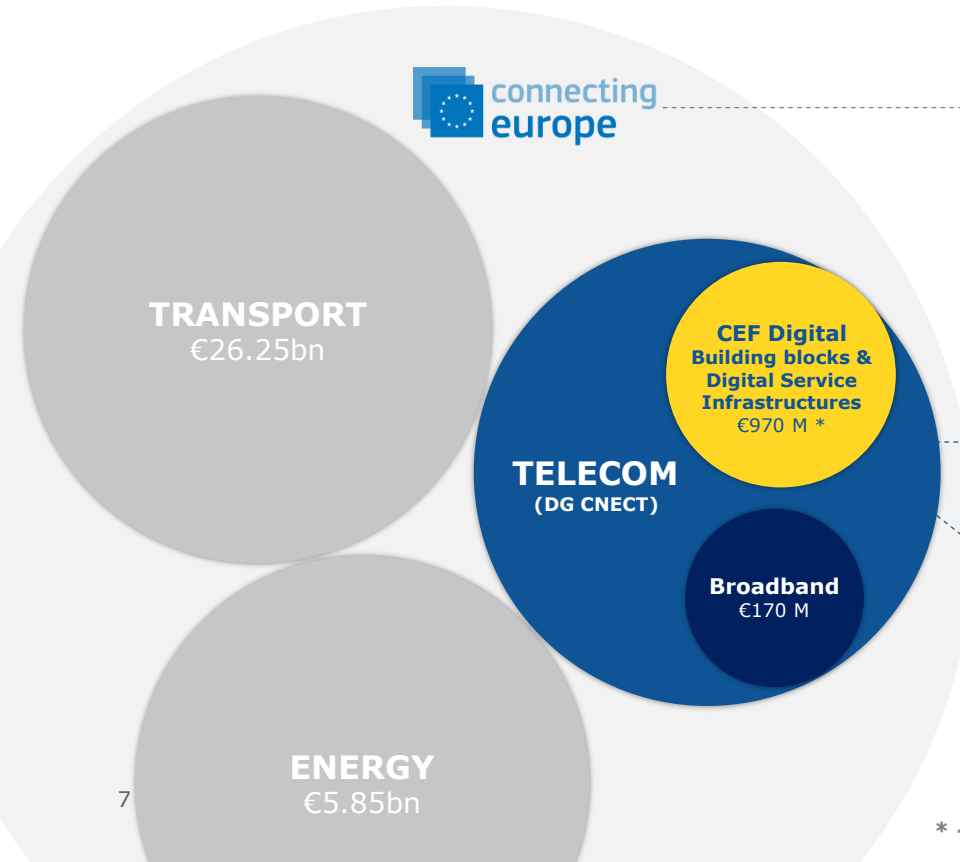 connecting
europe
TRANSPORT
€26.25bn
CEF Digital
Building blocks &
Digital Service
Infrastructures
€970 M *
TELECOM
(DG CNECT)
Broadband
€170 M
ENERGY
€5.85bn
7
*